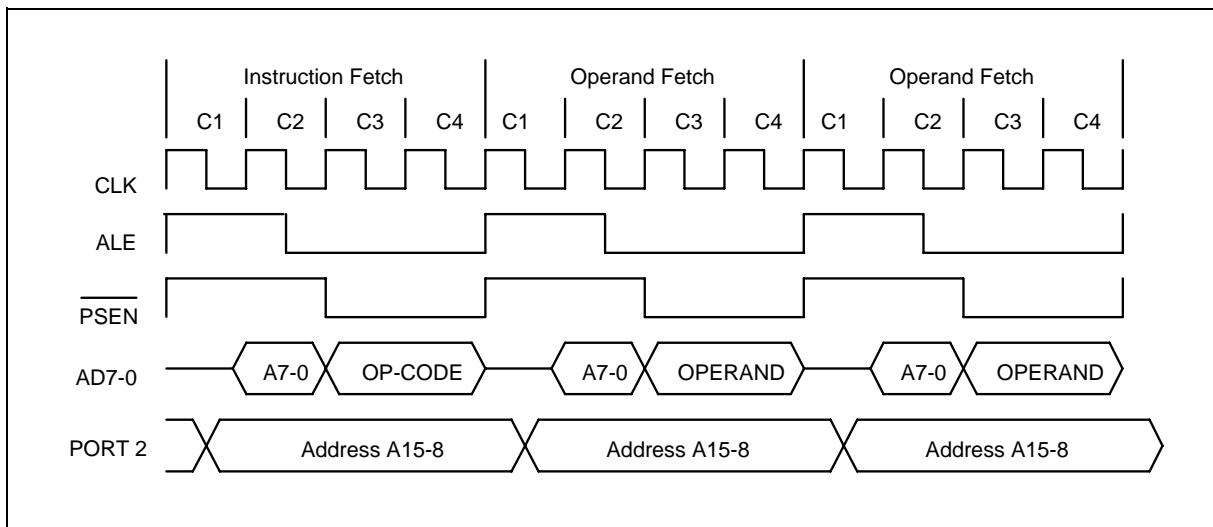 Instruction Fetch Operand Fetch Operand Fetch
C1 C2 C3 C4 C1 C2 C3 C4 C1 C2 C3 C4
CLK
ALE
PSEN
AD7-0 A7-0 OP-CODE A7-0 OPERAND A7-0 OPERAND
PORT 2 Address A15-8 Address A15-8 Address A15-8